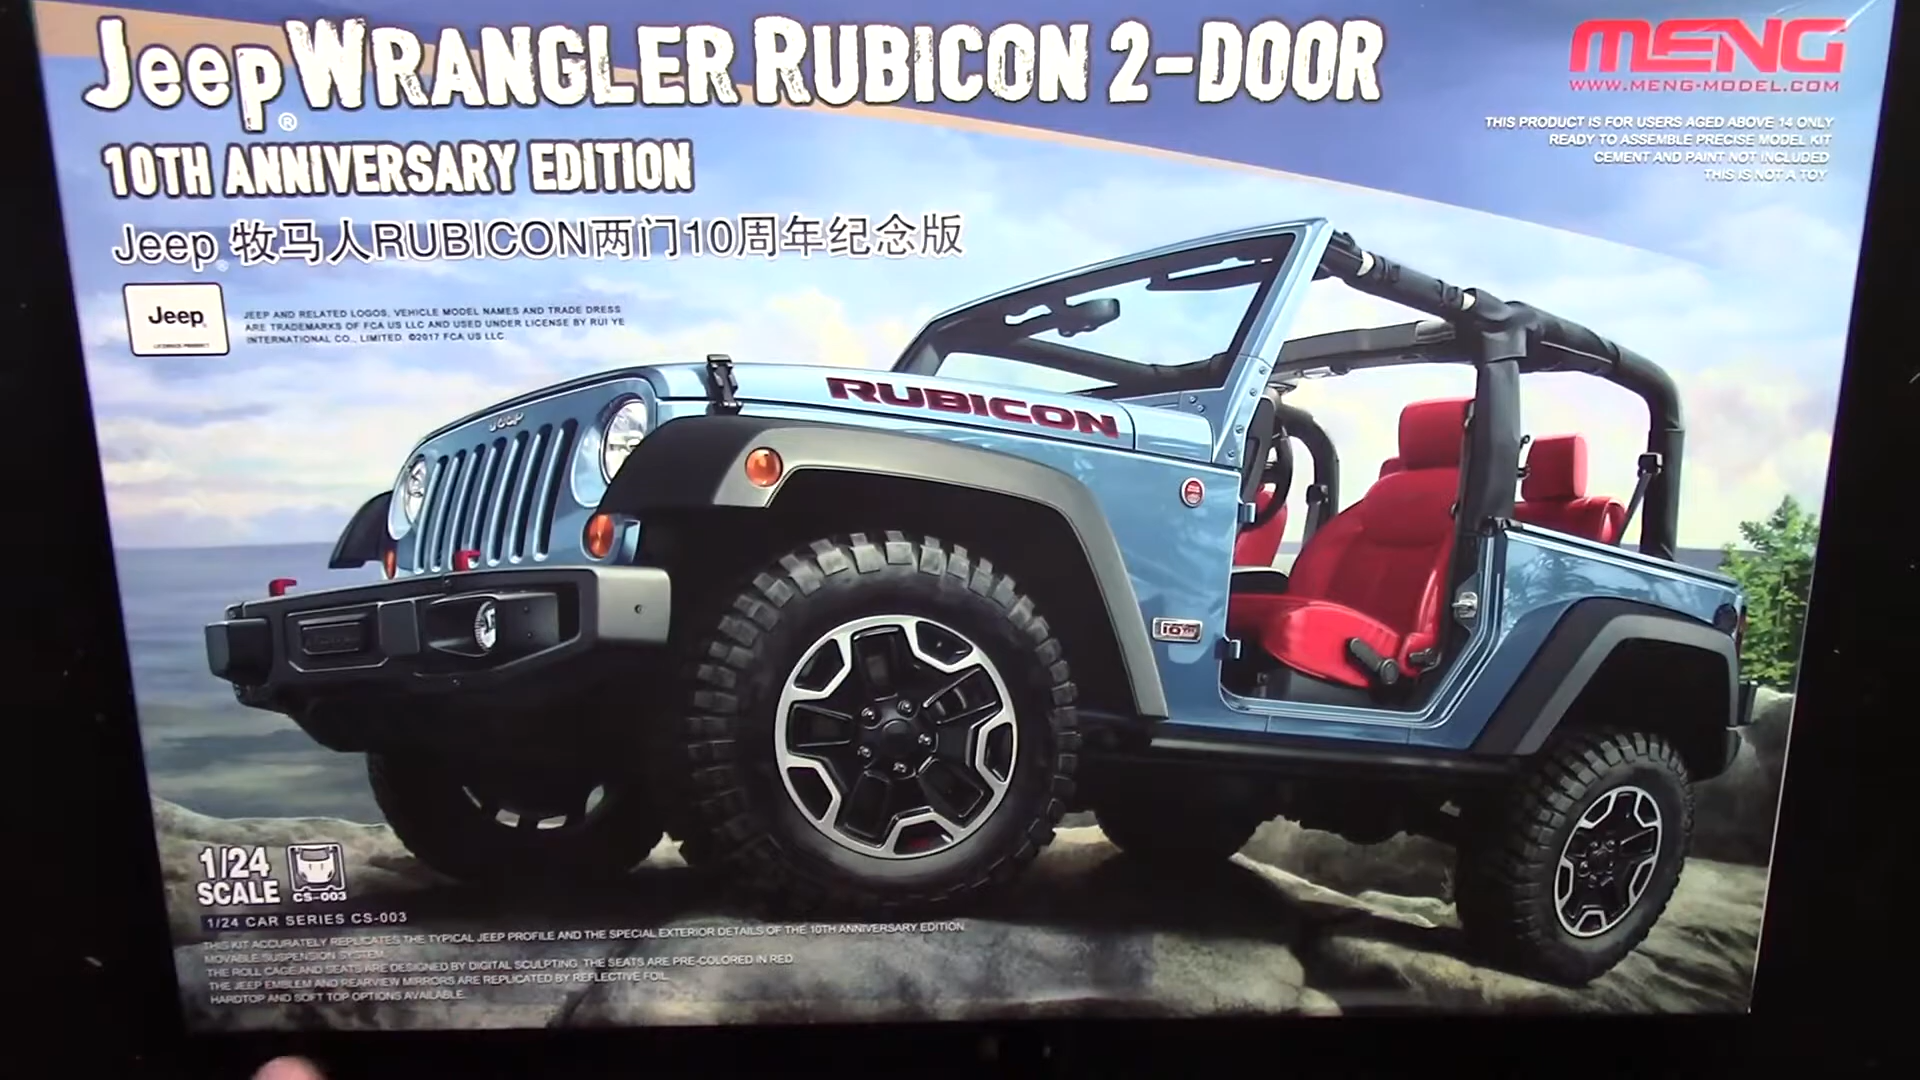 Jeep® WRANGLER RUBICON 2-DOOR
10TH ANNIVERSARY EDITION
Jeep® 牧马人RUBICON两门10周年纪念版
MENG
WWW.MENG-MODEL.COM
THIS PRODUCT IS FOR USERS AGED ABOVE 14 ONLY
READY TO ASSEMBLE PRECISE MODEL KIT
CEMENT AND PAINT NOT INCLUDED
THIS IS NOT A TOY
Jeep
LICENSED PRODUCT
JEEP AND RELATED LOGOS, VEHICLE MODEL NAMES AND TRADE DRESS
ARE TRADEMARKS OF FCA US LLC AND USED UNDER LICENSE BY RUI YE
INTERNATIONAL CO., LIMITED. ©2017 FCA US LLC.
Jeep
RUBICON
10TH
1/24
SCALE
CS-003
1/24 CAR SERIES CS-003
THIS KIT ACCURATELY REPLICATES THE TYPICAL JEEP PROFILE AND THE SPECIAL EXTERIOR DETAILS OF THE 10TH ANNIVERSARY EDITION.
MOVABLE SUSPENSION SYSTEM.
THE ROLL CAGE AND SEATS ARE DESIGNED BY DIGITAL SCULPTING. THE SEATS ARE PRE-COLORED IN RED.
THE JEEP EMBLEM AND REARVIEW MIRRORS ARE REPLICATED BY REFLECTIVE FOIL.
HARDTOP AND SOFT TOP OPTIONS AVAILABLE.